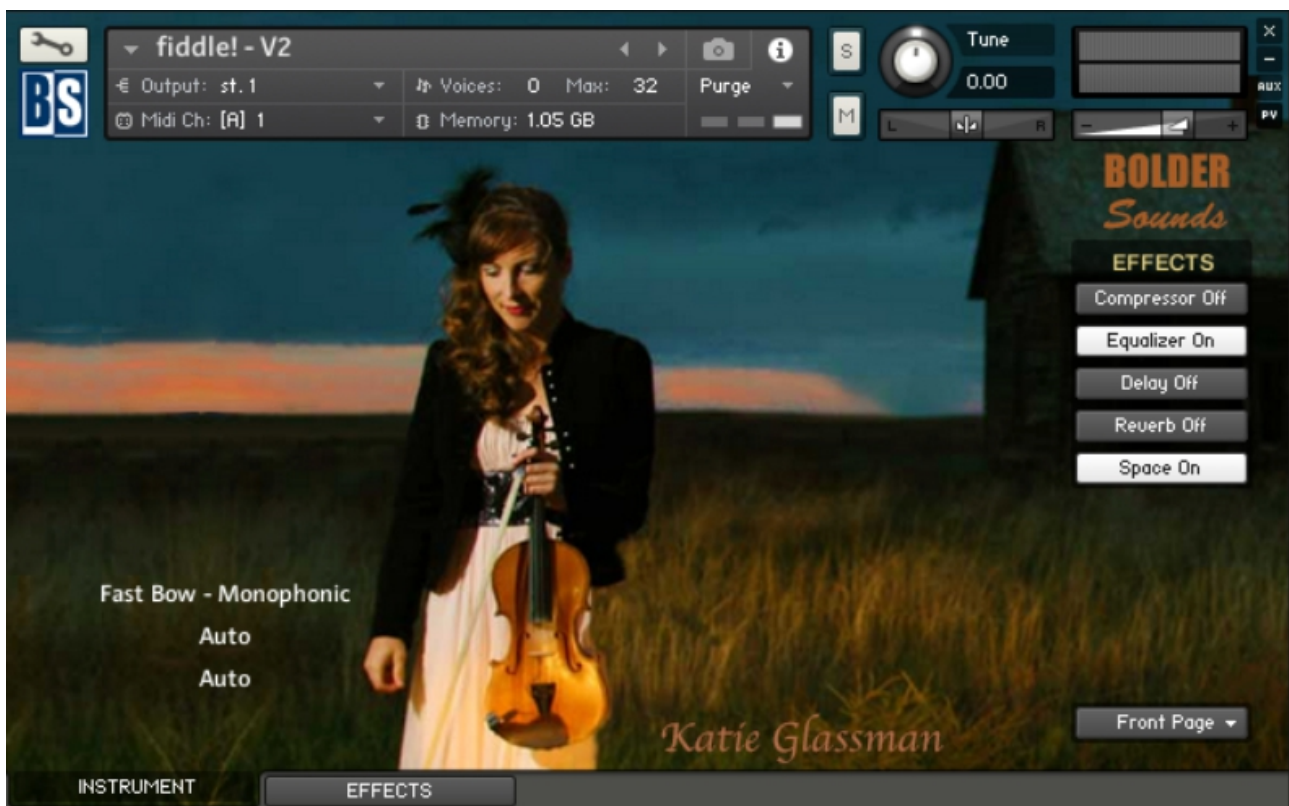 fiddle! - V2
Output: st. 1
Voices: 0 Max: 32
Purge
Midi Ch: [A] 1
Memory: 1.05 GB
BS
S
M
Tune
0.00
L R
- +
×
-
AUX
PV
BOLDER
Sounds
EFFECTS
Compressor Off
Equalizer On
Delay Off
Reverb Off
Space On
Fast Bow - Monophonic
Auto
Auto
Katie Glassman
Front Page
INSTRUMENT
EFFECTS